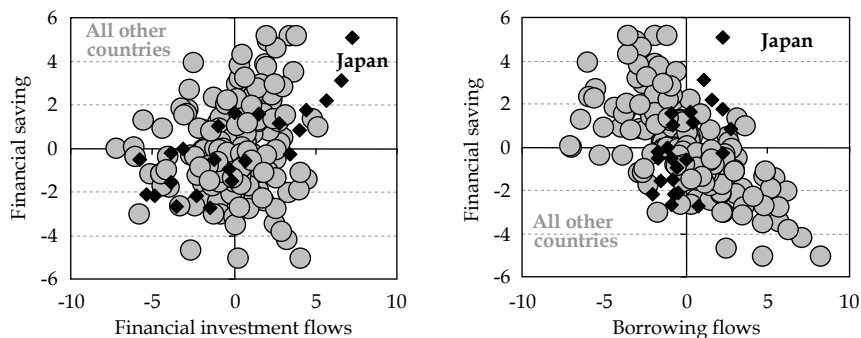 All other
countries
Japan
Financial saving
6
4
2
0
-2
-4
-6
-10
-5
0
5
10
Financial investment flows
Japan
All other
countries
Financial saving
6
4
2
0
-2
-4
-6
-10
-5
0
5
10
Borrowing flows